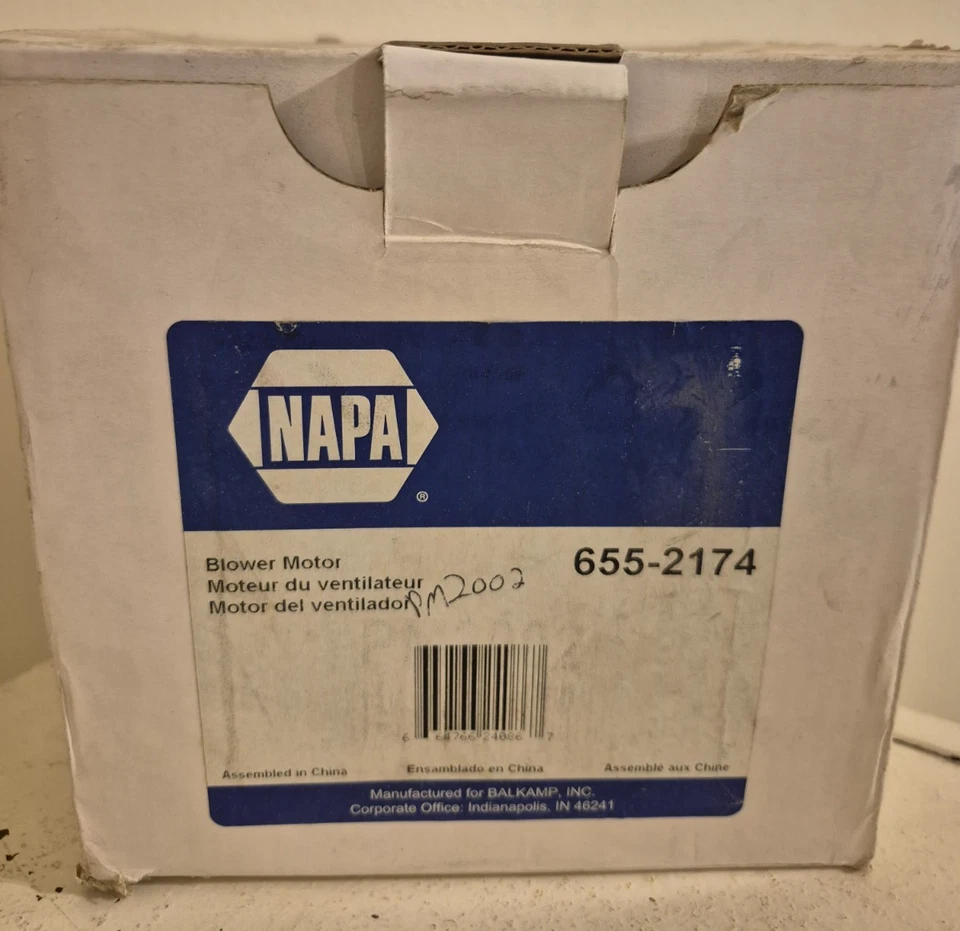 NAPA
®
Blower Motor
655-2174
Moteur du ventilateur
Motor del ventilador
PM2002
Assembled in China
Ensamblado en China
Assemblé aux Chine
Manufactured for BALKAMP, INC.
Corporate Office: Indianapolis, IN 46241